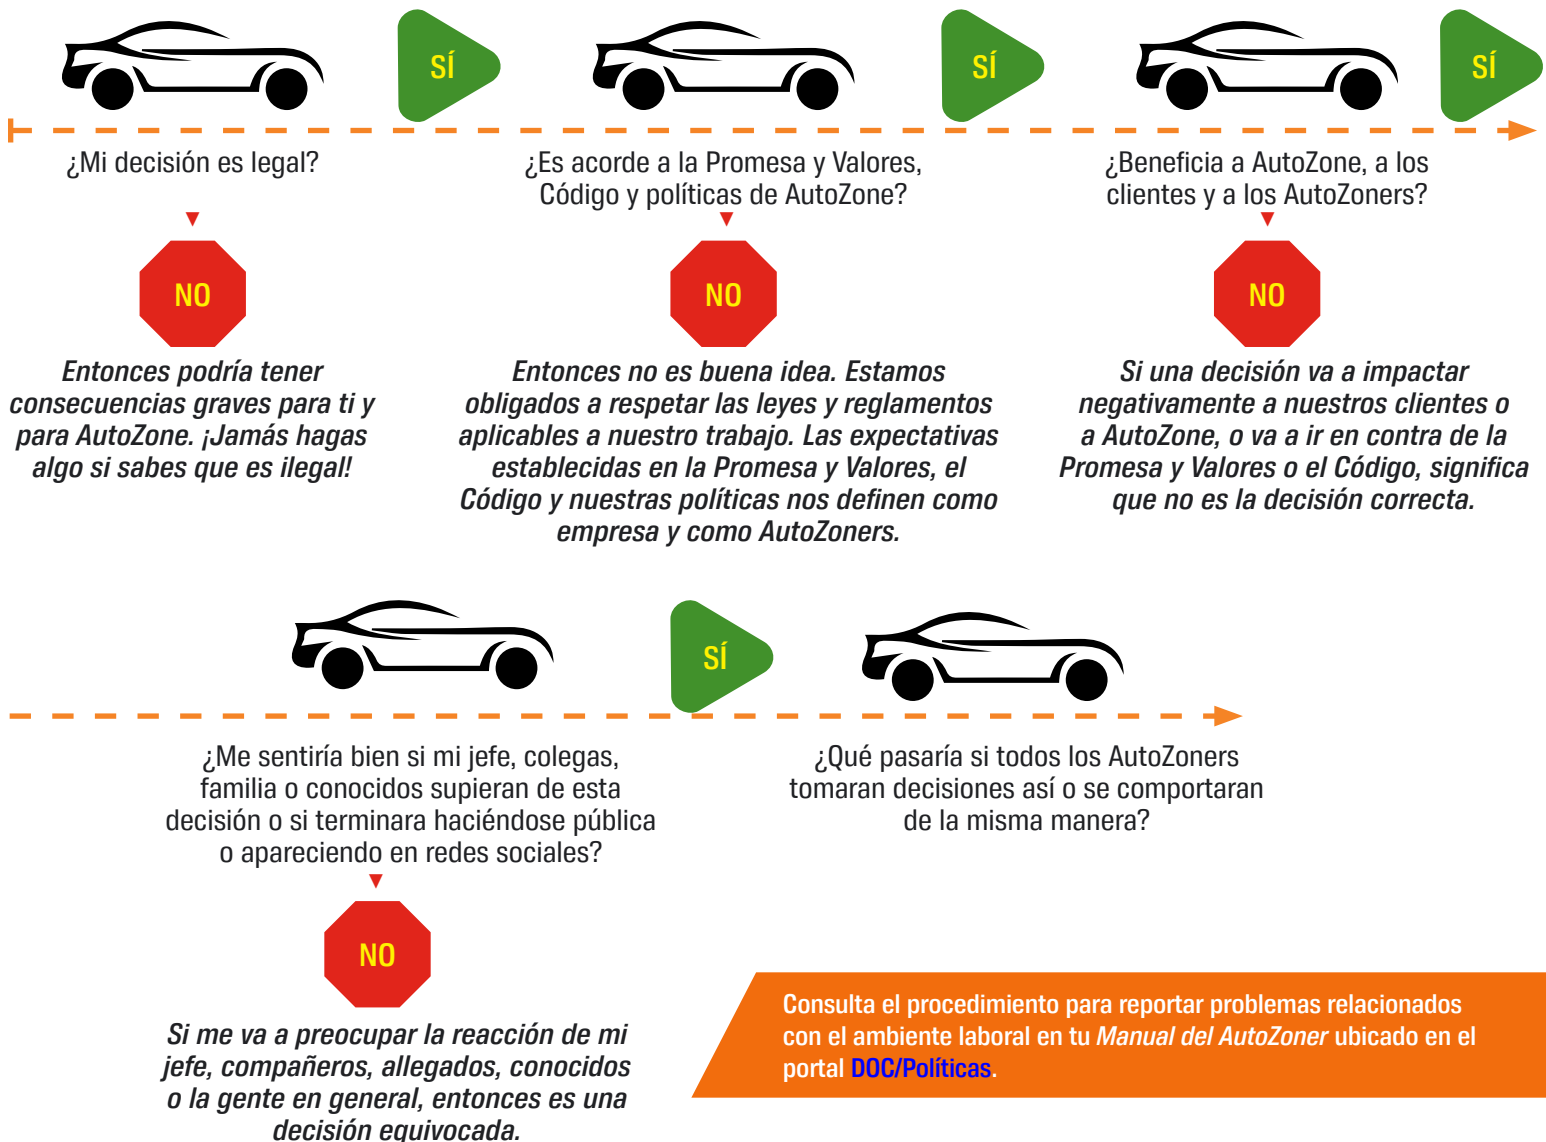 SÍ
SÍ
SÍ
¿Mi decisión es legal?
¿Es acorde a la Promesa y Valores,
Código y políticas de AutoZone?
¿Beneficia a AutoZone, a los
clientes y a los AutoZoners?
NO
NO
NO
Entonces podría tener
consecuencias graves para ti y
para AutoZone. ¡Jamás hagas
algo si sabes que es ilegal!
Entonces no es buena idea. Estamos
obligados a respetar las leyes y reglamentos
aplicables a nuestro trabajo. Las expectativas
establecidas en la Promesa y Valores, el
Código y nuestras políticas nos definen como
empresa y como AutoZoners.
Si una decisión va a impactar
negativamente a nuestros clientes o
a AutoZone, o va a ir en contra de la
Promesa y Valores o el Código, significa
que no es la decisión correcta.
SÍ
¿Me sentiría bien si mi jefe, colegas,
familia o conocidos supieran de esta
decisión o si terminara haciéndose pública
o apareciendo en redes sociales?
¿Qué pasaría si todos los AutoZoners
tomaran decisiones así o se comportaran
de la misma manera?
NO
Si me va a preocupar la reacción de mi
jefe, compañeros, allegados, conocidos
o la gente en general, entonces es una
decisión equivocada.
Consulta el procedimiento para reportar problemas relacionados
con el ambiente laboral en tu Manual del AutoZoner ubicado en el
portal DOC/Políticas.